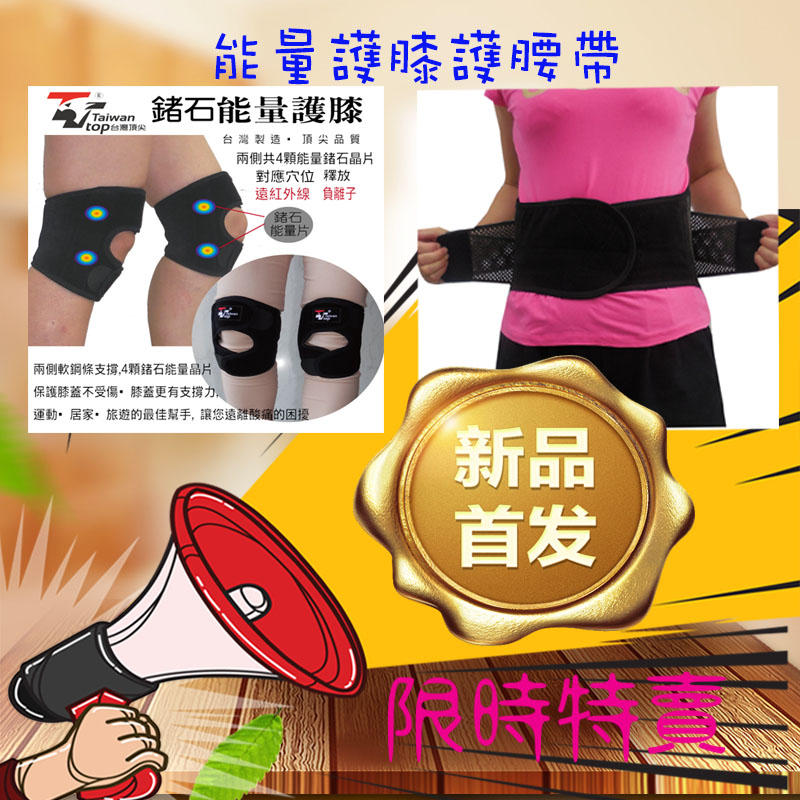 能量護膝護腰帶
®
Taiwan
top台灣頂尖
鍺石能量護膝
台灣製造▪頂尖品質
兩側共4顆能量鍺石晶片
對應穴位 釋放
遠紅外線 負離子
鍺石
能量片
Taiwan
top
Taiwan
top
兩側軟鋼條支撐,4顆鍺石能量晶片
保護膝蓋不受傷▪膝蓋更有支撐力,
運動▪居家▪旅遊的最佳幫手,讓您遠離酸痛的困擾
新品
首发
限時特賣